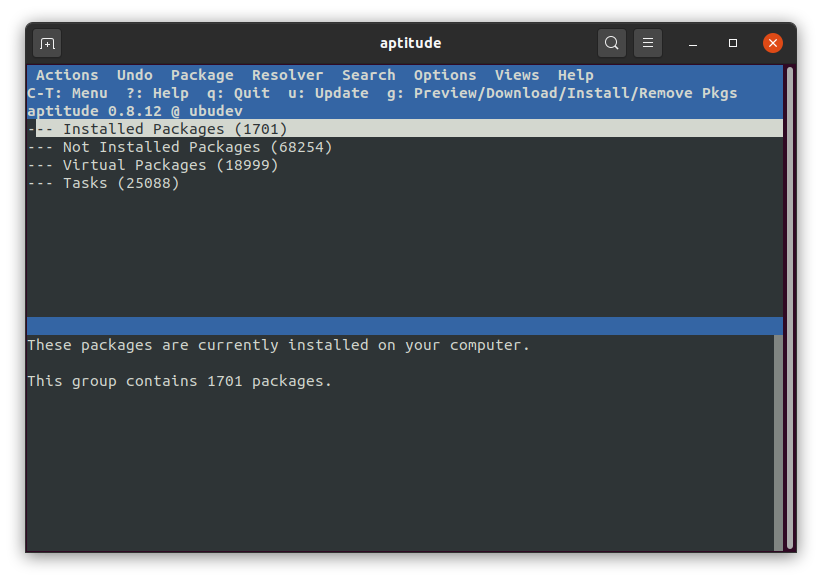 aptitude
Actions  Undo  Package  Resolver  Search  Options  Views  Help
C-T: Menu  ?: Help  q: Quit  u: Update  g: Preview/Download/Install/Remove Pkgs
aptitude 0.8.12 @ ubudev
--- Installed Packages (1701)
--- Not Installed Packages (68254)
--- Virtual Packages (18999)
--- Tasks (25088)
These packages are currently installed on your computer.
This group contains 1701 packages.